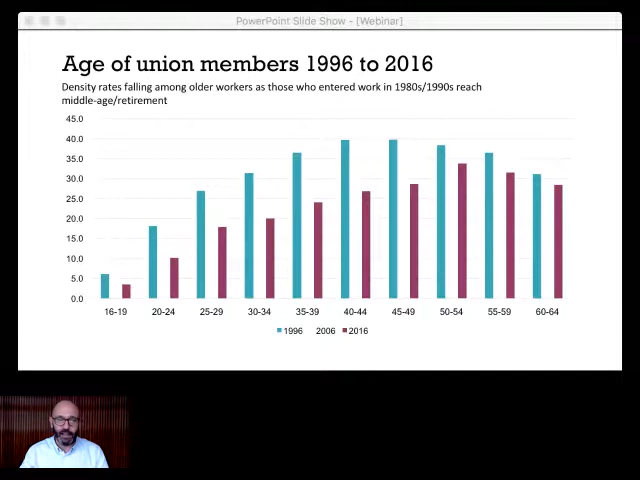 PowerPoint Slide Show - [Webinar]
Age of union members 1996 to 2016
Density rates falling among older workers as those who entered work in 1980s/1990s reach
middle-age/retirement
45.0
40.0
35.0
30.0
25.0
20.0
15.0
10.0
5.0
0.0
16-19 20-24 25-29 30-34 35-39 40-44 45-49 50-54 55-59 60-64
1996 2006 2016